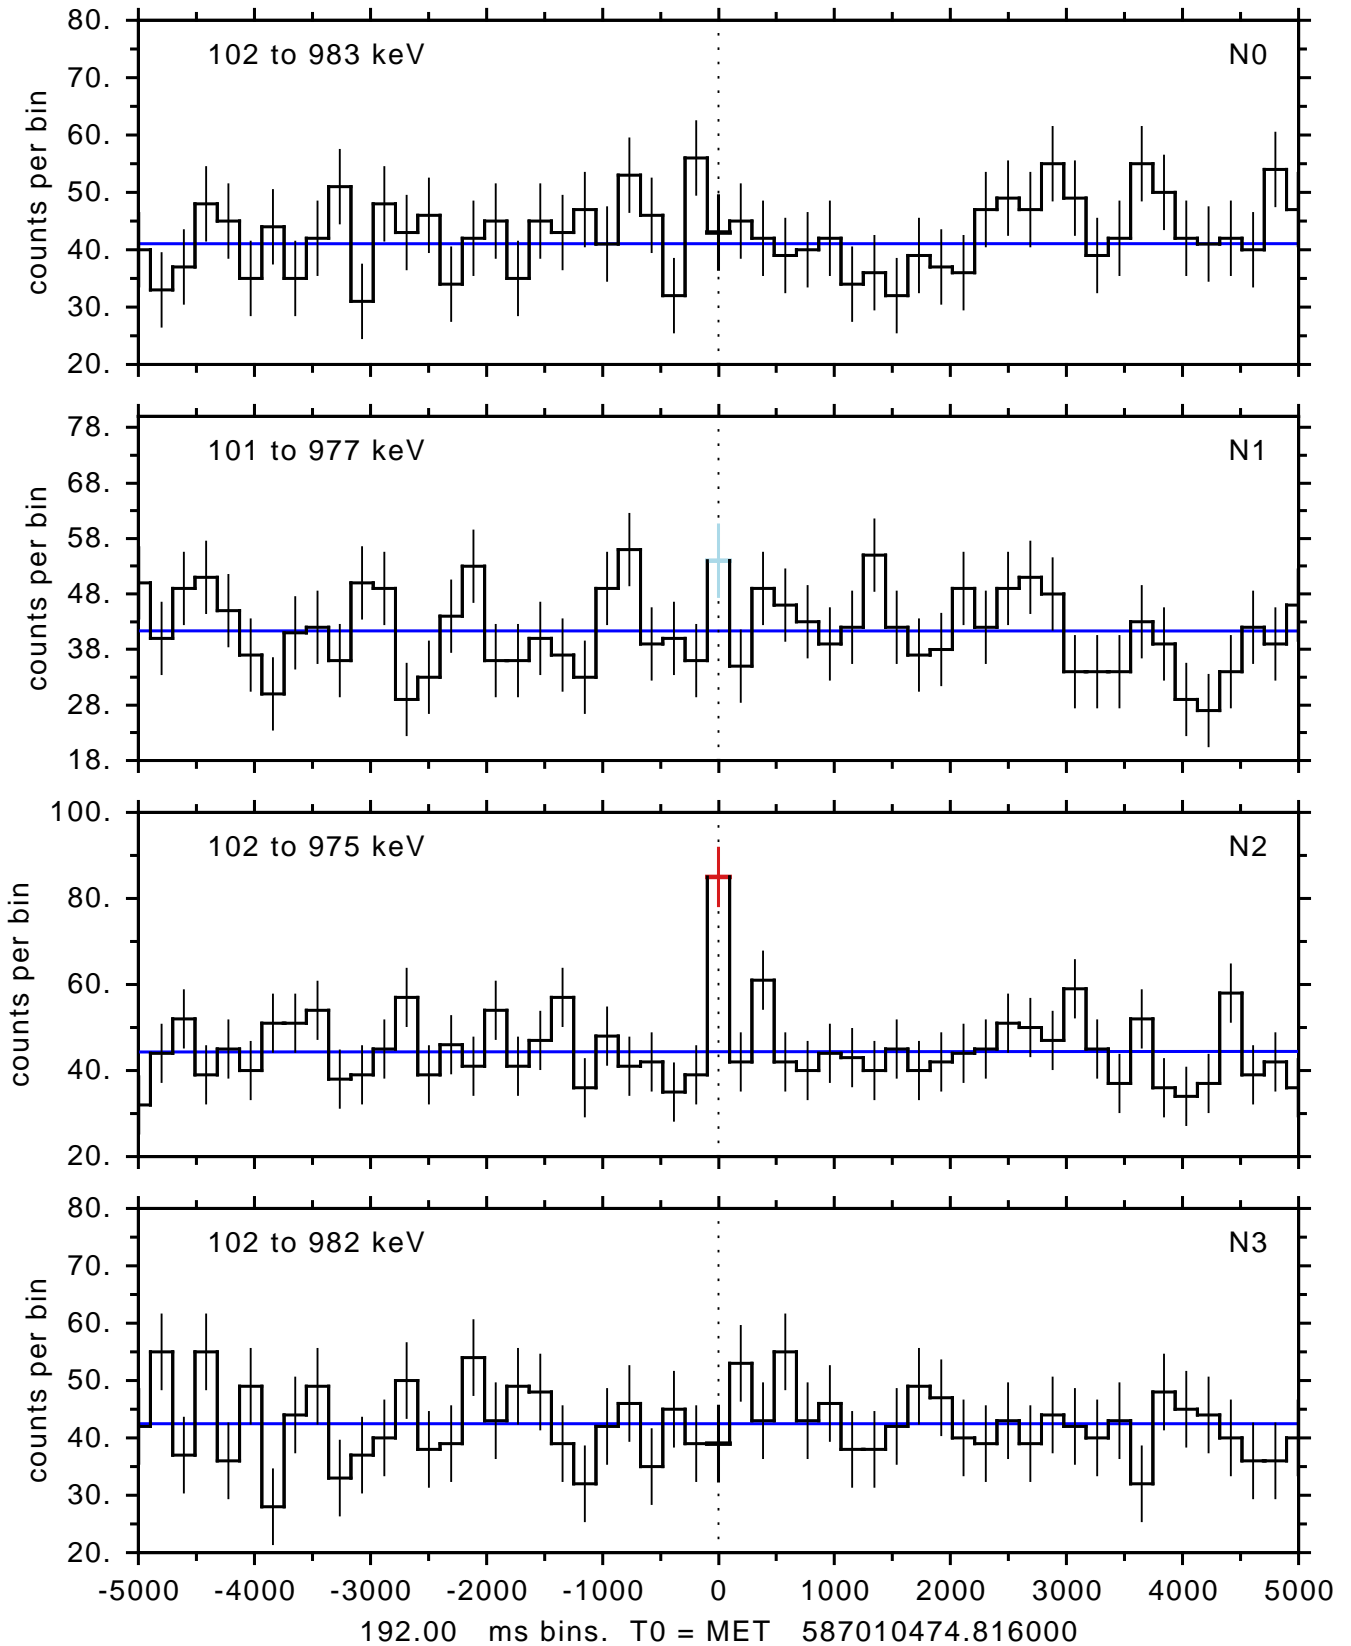 80.
102 to 983 keV N0
70.
60.
50.
40.
30.
20.
counts per bin
78.
101 to 977 keV N1
68.
58.
48.
38.
28.
18.
counts per bin
100.
102 to 975 keV N2
80.
60.
40.
20.
counts per bin
80.
102 to 982 keV N3
70.
60.
50.
40.
30.
20.
counts per bin
-5000 -4000 -3000 -2000 -1000 0 1000 2000 3000 4000 5000
192.00 ms bins. T0 = MET 587010474.816000